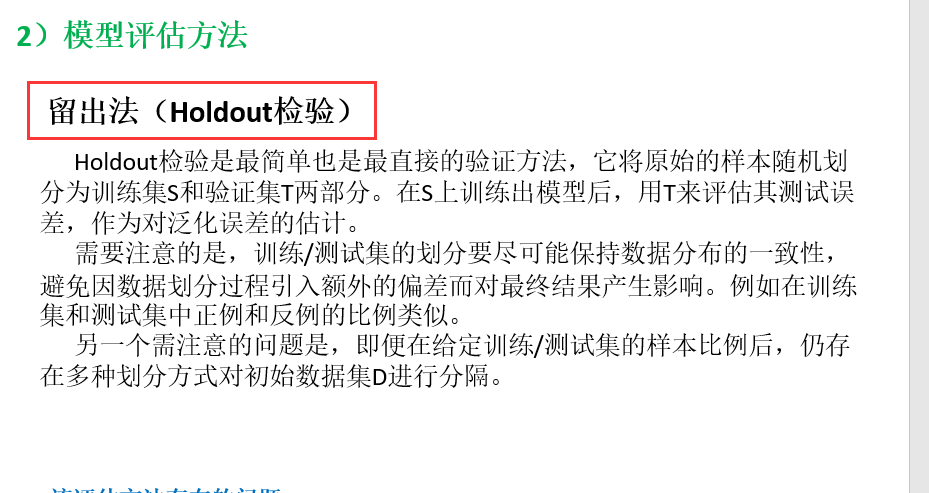 2）模型评估方法
留出法（Holdout检验）
Holdout检验是最简单也是最直接的验证方法，它将原始的样本随机划
分为训练集S和验证集T两部分。在S上训练出模型后，用T来评估其测试误
差，作为对泛化误差的估计。
需要注意的是，训练/测试集的划分要尽可能保持数据分布的一致性，
避免因数据划分过程引入额外的偏差而对最终结果产生影响。例如在训练
集和测试集中正例和反例的比例类似。
另一个需注意的问题是，即便在给定训练/测试集的样本比例后，仍存
在多种划分方式对初始数据集D进行分隔。